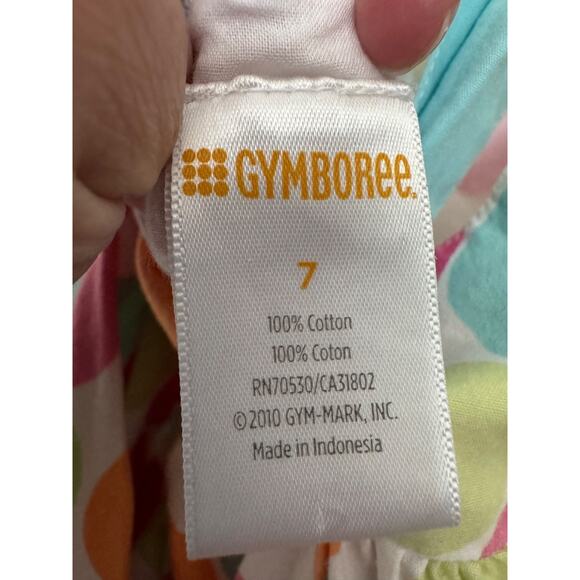 GYMBOREE.
7
100% Cotton
100% Coton
RN70530/CA31802
©2010 GYM-MARK, INC.
Made in Indonesia